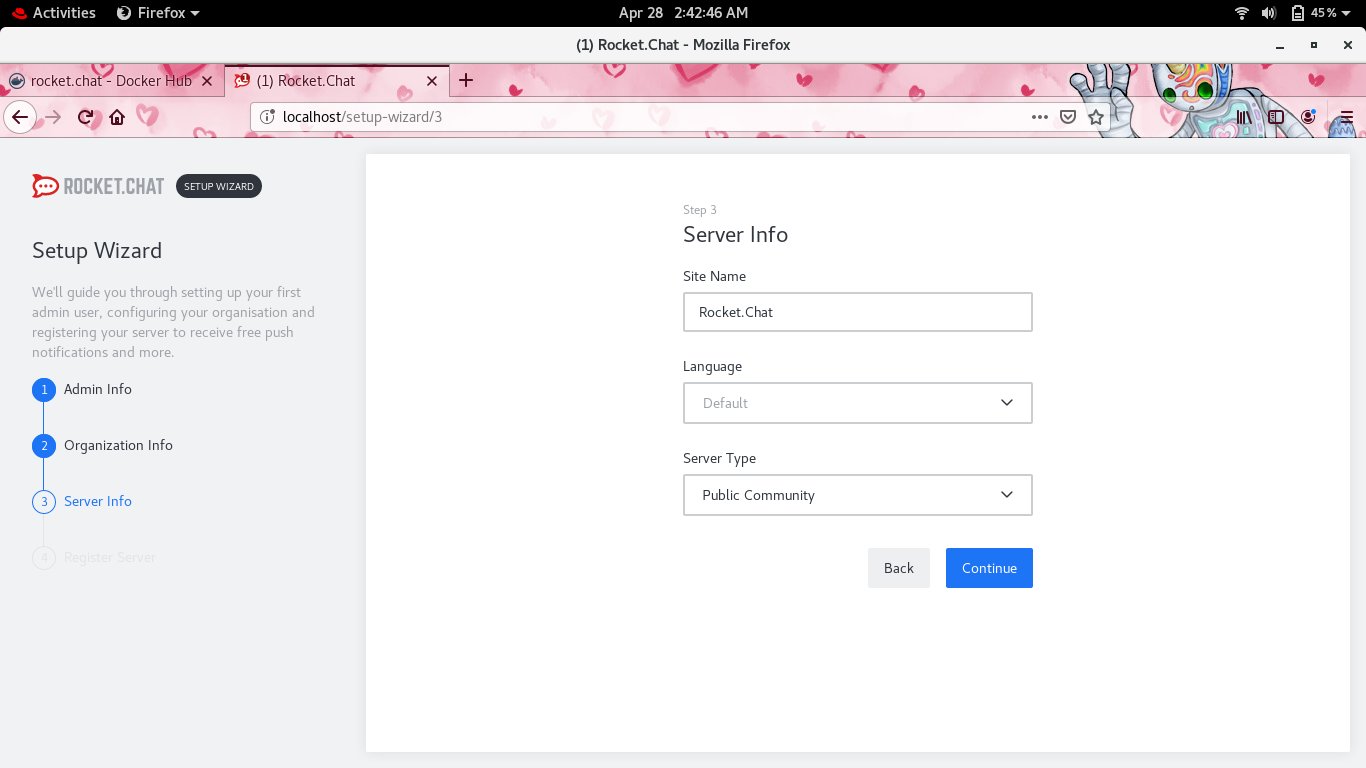 Activities Firefox Apr 28 2:42:46 AM 45%
(1) Rocket.Chat - Mozilla Firefox
rocket.chat - Docker Hub (1) Rocket.Chat
localhost/setup-wizard/3
ROCKET.CHAT SETUP WIZARD
Setup Wizard
We'll guide you through setting up your first
admin user, configuring your organisation and
registering your server to receive free push
notifications and more.
1 Admin Info
2 Organization Info
3 Server Info
4 Register Server
Step 3
Server Info
Site Name
Rocket.Chat
Language
Default
Server Type
Public Community
Back Continue